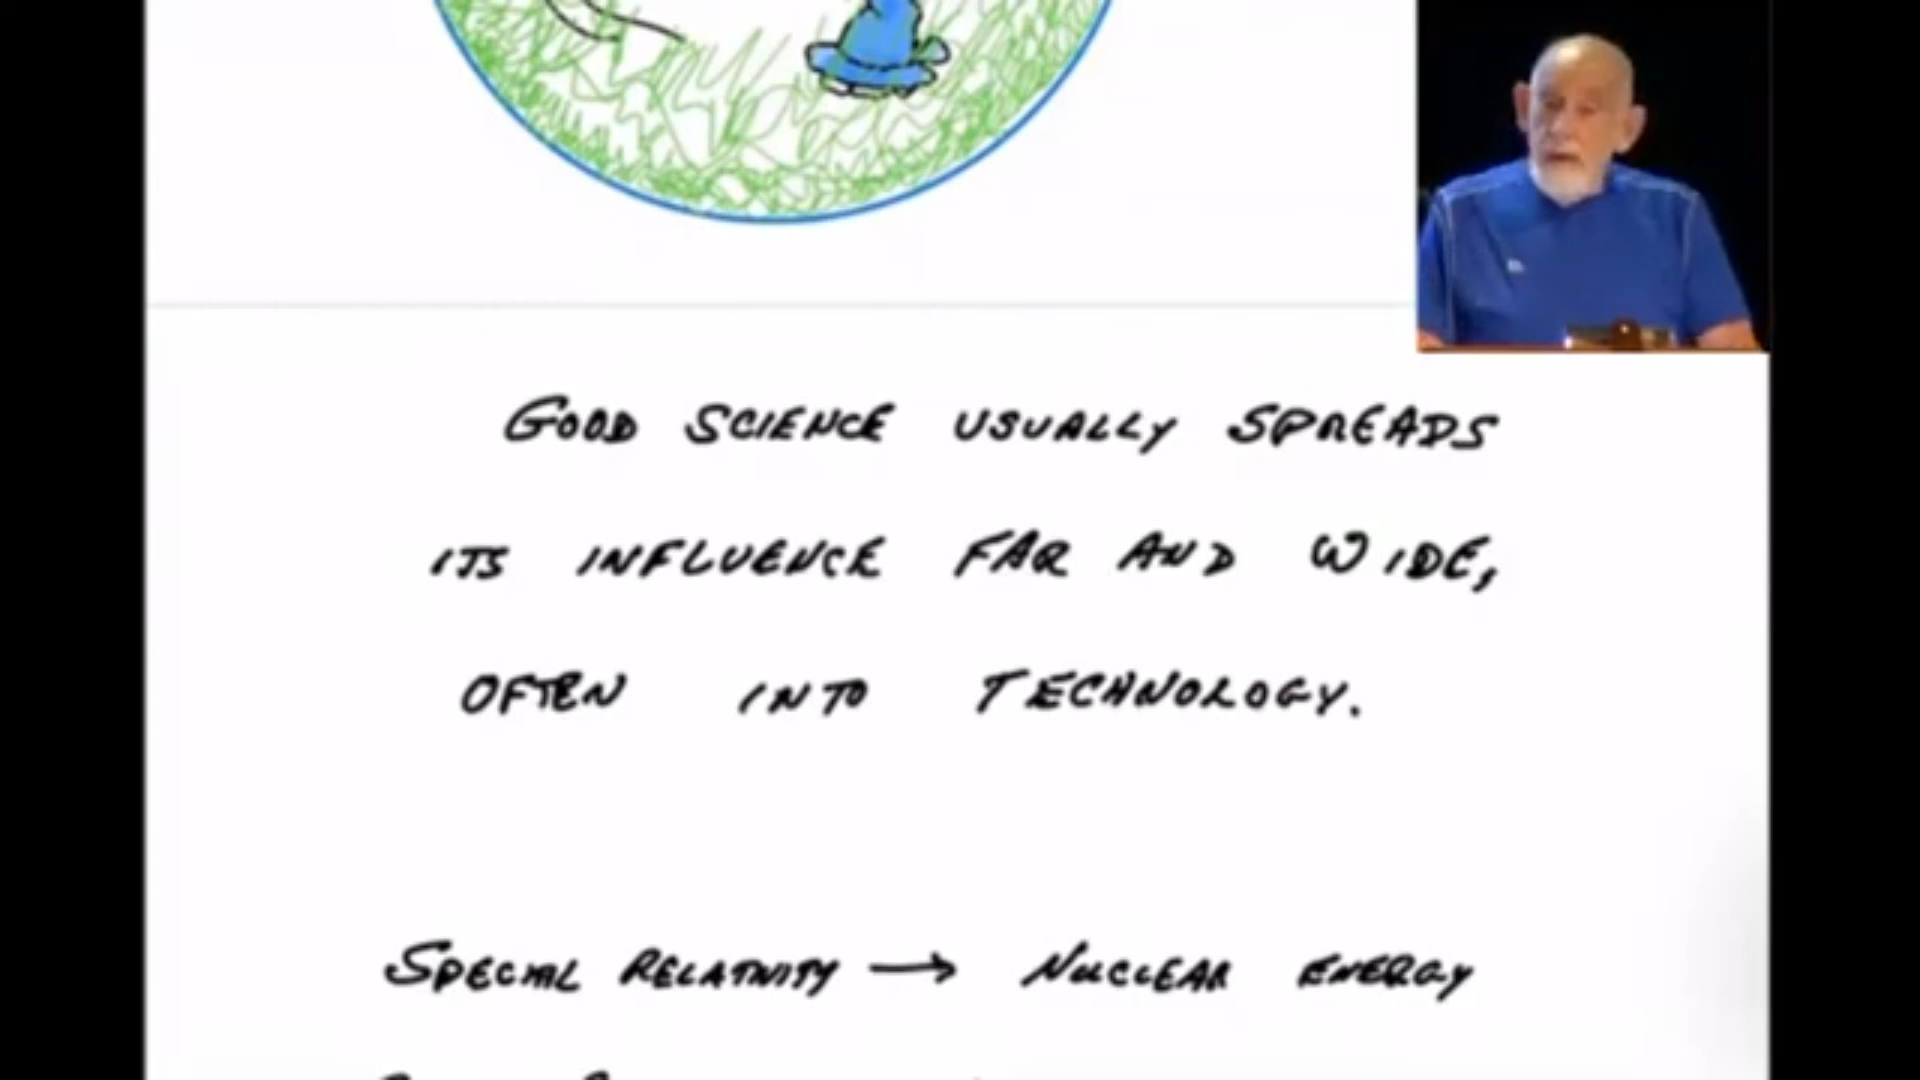 GOOD SCIENCE USUALLY SPREADS
ITS INFLUENCE FAR AND WIDE,
OFTEN INTO TECHNOLOGY.
SPECIAL RELATIVITY → NUCLEAR ENERGY